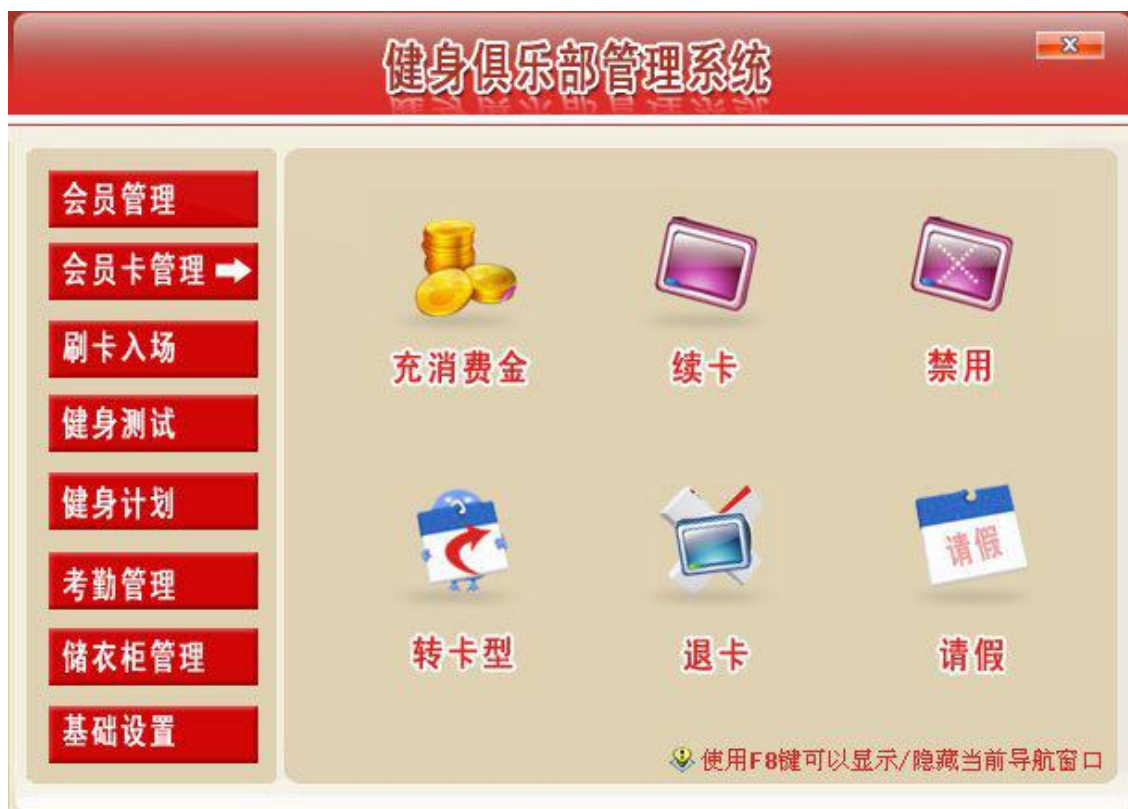 健身俱乐部管理系统
会员管理
会员卡管理
刷卡入场
健身测试
健身计划
考勤管理
储衣柜管理
基础设置
充消费金
续卡
禁用
请假
转卡型
退卡
请假
使用F8键可以显示/隐藏当前导航窗口